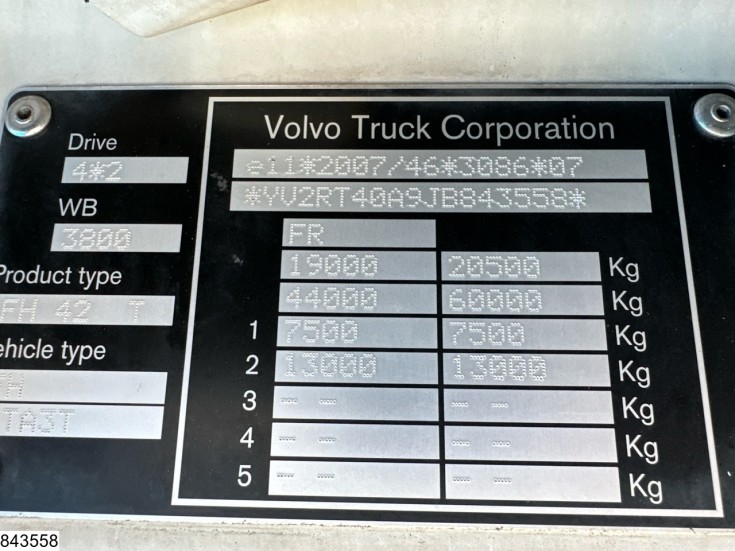 Volvo Truck Corporation
Drive
4*2
WB
3800
Product type
FH 42 T
ehicle type
TA3T
e11*2007/46*3086*07
*YV2RT40A9JB843558*
FR
19000 20500 Kg
44000 60000 Kg
1 7500 7500 Kg
2 13000 13000 Kg
3 -- -- -- -- Kg
4 -- -- -- -- Kg
5 -- -- -- -- Kg
843558